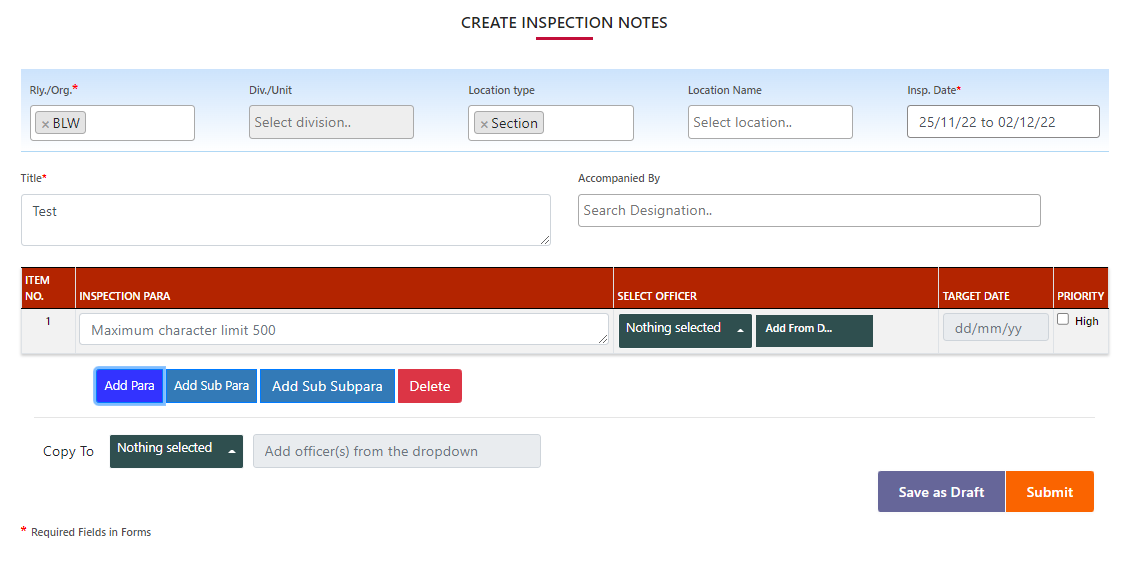 CREATE INSPECTION NOTES
Rly./Org.* Div./Unit Location type Location Name Insp. Date*
× BLW Select division.. × Section Select location.. 25/11/22 to 02/12/22
Title* Accompanied By
Test Search Designation..
ITEM
NO. INSPECTION PARA SELECT OFFICER TARGET DATE PRIORITY
1 Maximum character limit 500 Nothing selected Add From D... dd/mm/yy High
Add Para Add Sub Para Add Sub Subpara Delete
Copy To Nothing selected Add officer(s) from the dropdown
Save as Draft Submit
* Required Fields in Forms